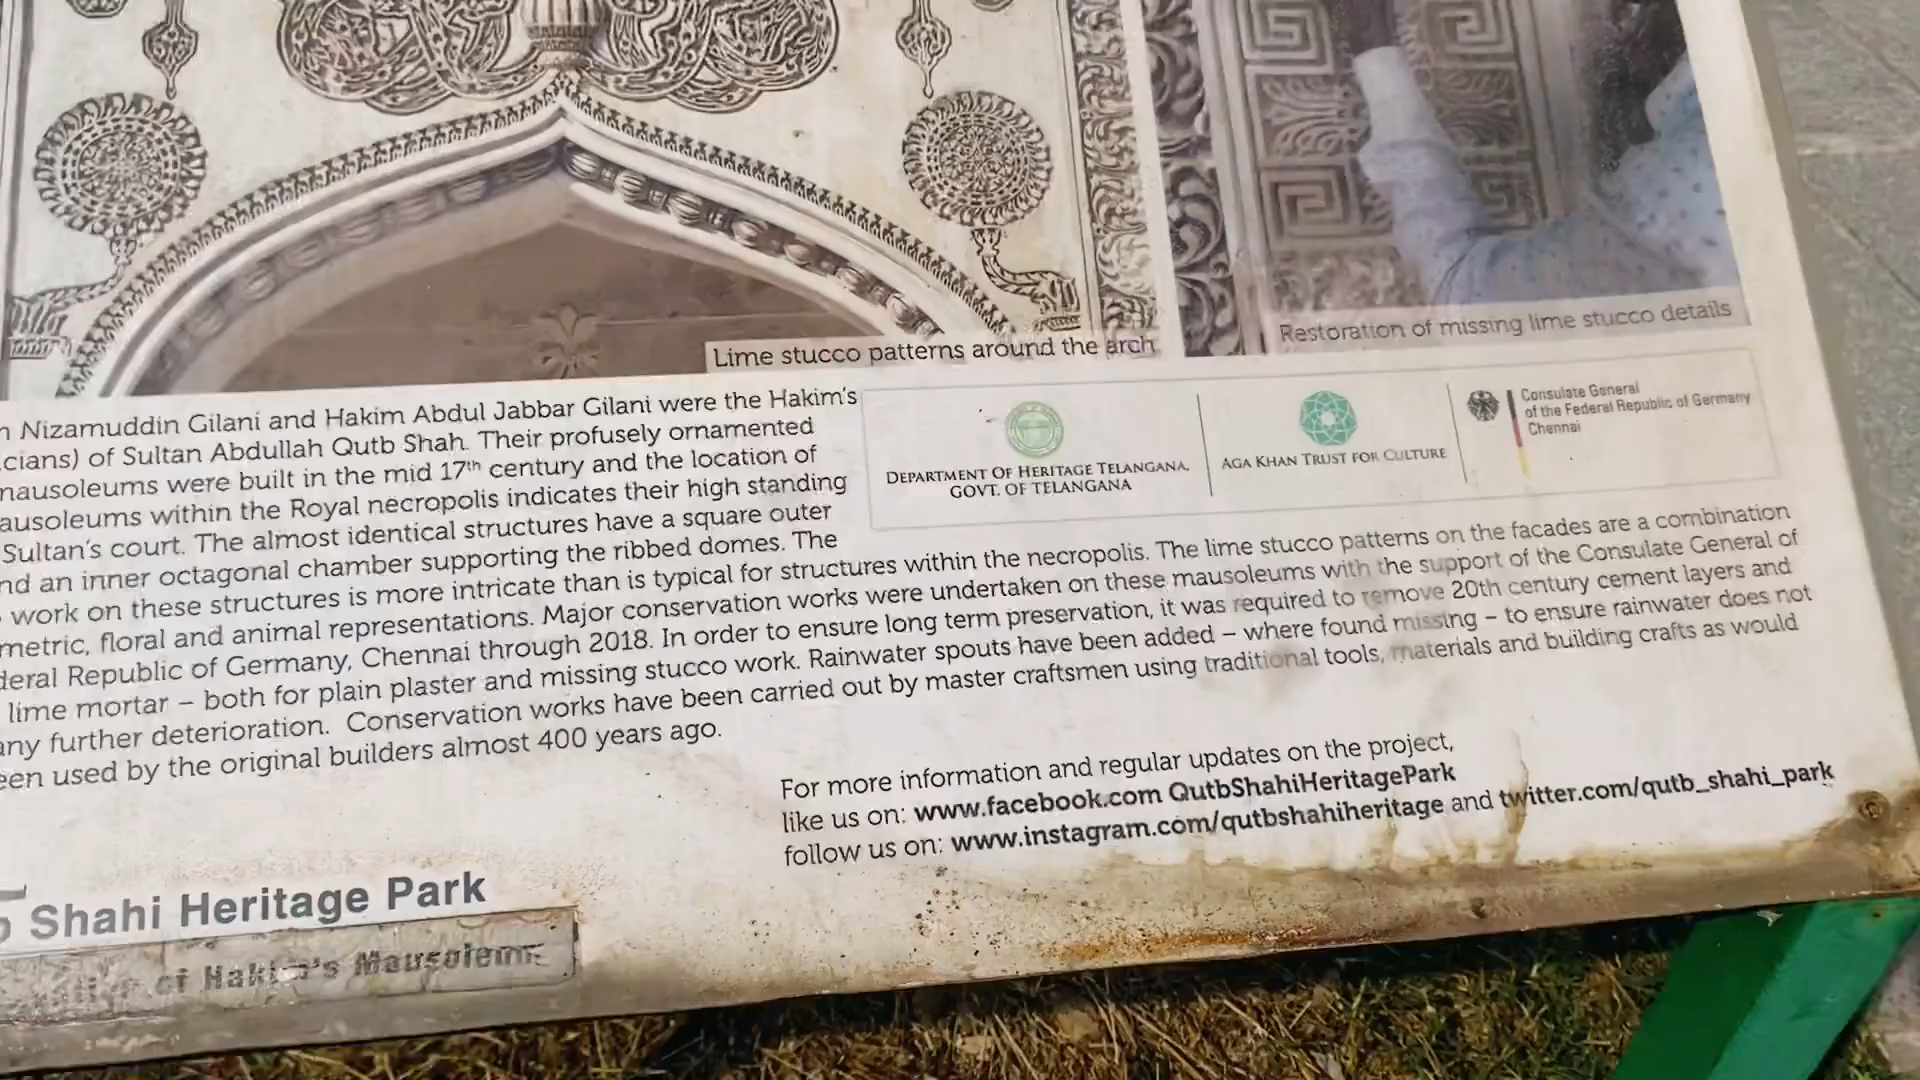 Lime stucco patterns around the arch
Restoration of missing lime stucco details
Nizamuddin Gilani and Hakim Abdul Jabbar Gilani were the Hakim's
cians) of Sultan Abdullah Qutb Shah. Their profusely ornamented
mausoleums were built in the mid 17th century and the location of
ausoleums within the Royal necropolis indicates their high standing
Sultan's court. The almost identical structures have a square outer
nd an inner octagonal chamber supporting the ribbed domes. The
work on these structures is more intricate than is typical for structures within the necropolis. The lime stucco patterns on the facades are a combination
metric, floral and animal representations. Major conservation works were undertaken on these mausoleums with the support of the Consulate General of
deral Republic of Germany, Chennai through 2018. In order to ensure long term preservation, it was required to remove 20th century cement layers and
lime mortar – both for plain plaster and missing stucco work. Rainwater spouts have been added – where found missing – to ensure rainwater does not
any further deterioration. Conservation works have been carried out by master craftsmen using traditional tools, materials and building crafts as would
een used by the original builders almost 400 years ago.
DEPARTMENT OF HERITAGE TELANGANA,
GOVT. OF TELANGANA
AGA KHAN TRUST FOR CULTURE
Consulate General
of the Federal Republic of Germany
Chennai
For more information and regular updates on the project,
like us on: www.facebook.com QutbShahiHeritagePark
follow us on: www.instagram.com/qutbshahiheritage and twitter.com/qutb_shahi_park
Shahi Heritage Park
of Hakim's Mausoleums